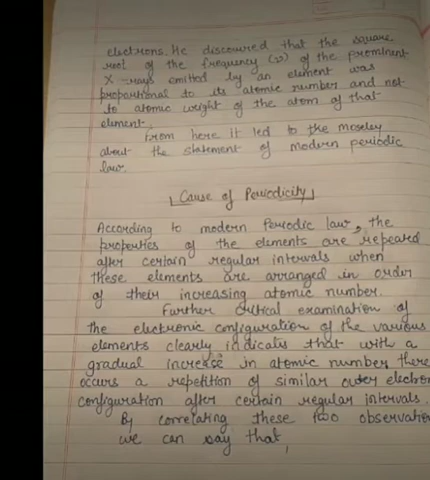 electrons. He discovered that the square
root of the frequency (ν) of the prominent
X-rays emitted by an element was
proportional to its atomic number and not
to atomic weight of the atom of that
element.
From here it led to the moseley
about the statement of modern periodic
law.
Cause of Periodicity
According to modern Periodic law, the
properties of the elements are repeated
after certain regular intervals when
these elements are arranged in order
of their increasing atomic number.
Further critical examination of
the electronic configuration of the various
elements clearly indicates that with a
gradual increase in atomic number there
occurs a repetition of similar outer electron
configuration after certain regular intervals.
By correlating these two observation
we can say that,